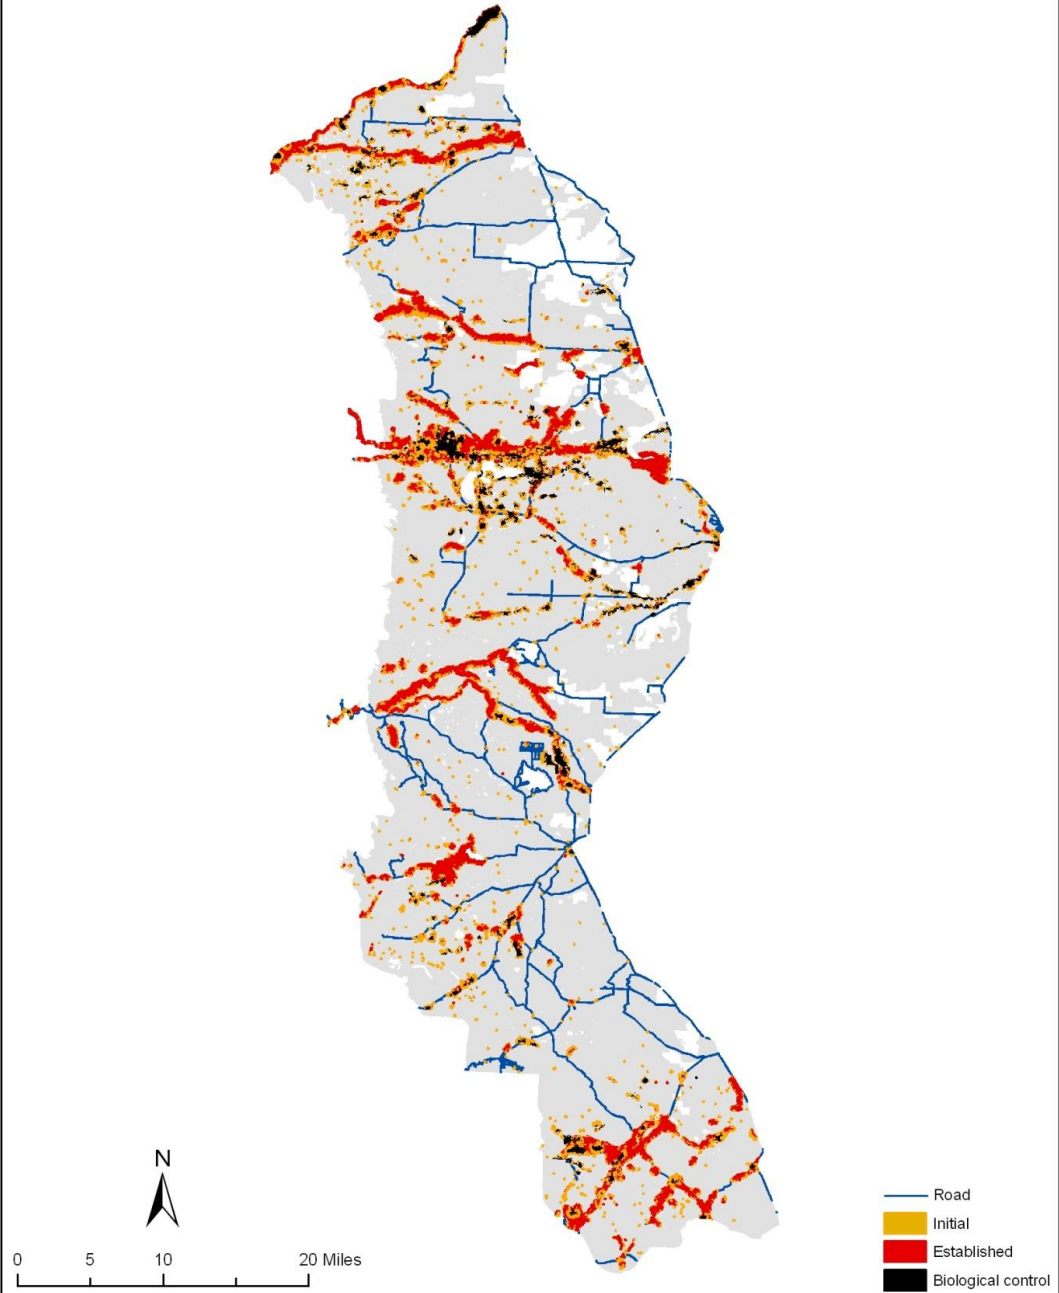 N
0 5 10 20 Miles
Road
Initial
Established
Biological control